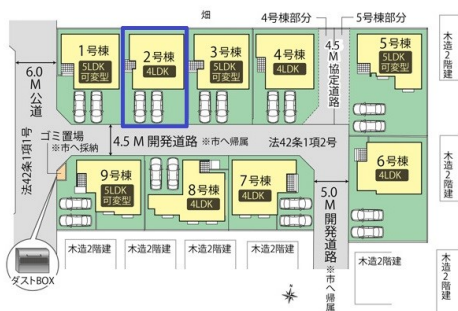 畑
4号棟部分
5号棟部分
1号棟
5LDK
可変型
2号棟
4LDK
3号棟
5LDK
可変型
4号棟
4LDK
4.5M協定道路
5号棟
5LDK
可変型
木造2階建
6.0M公道
法42条1項1号
ゴミ置場
※市へ採納
4.5M開発道路 ※市へ帰属
法42条1項2号
6号棟
4LDK
木造2階建
9号棟
5LDK
可変型
8号棟
4LDK
7号棟
4LDK
5.0M開発道路
※市へ帰属
木造2階建
木造2階建
木造2階建
木造2階建
木造2階建
木造2階建
ダストBOX